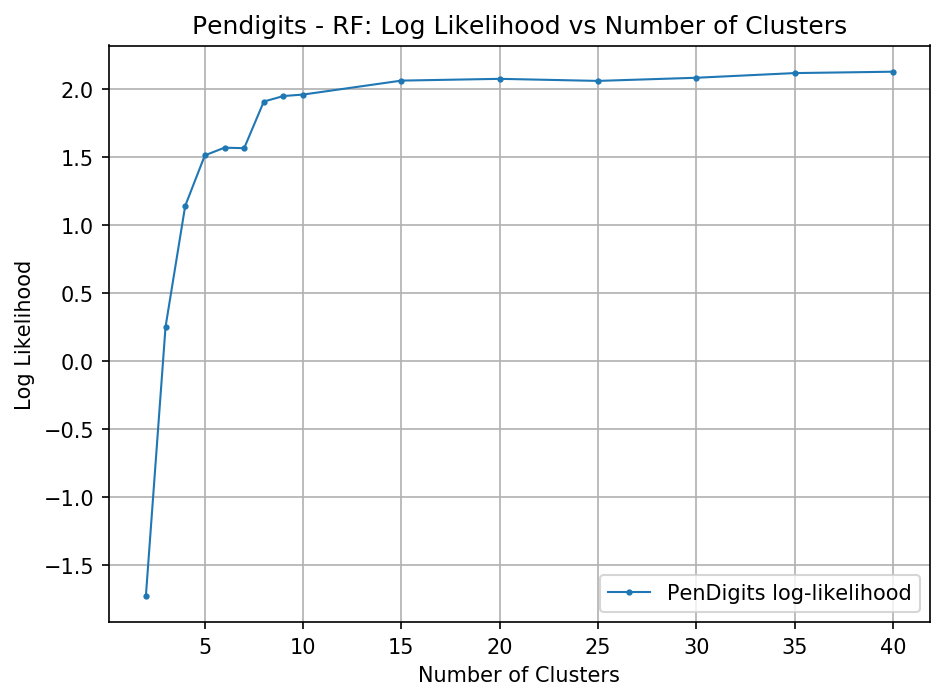 Pendigits - RF: Log Likelihood vs Number of Clusters
Log Likelihood
2.0
1.5
1.0
0.5
0.0
−0.5
−1.0
−1.5
PenDigits log-likelihood
5 10 15 20 25 30 35 40
Number of Clusters